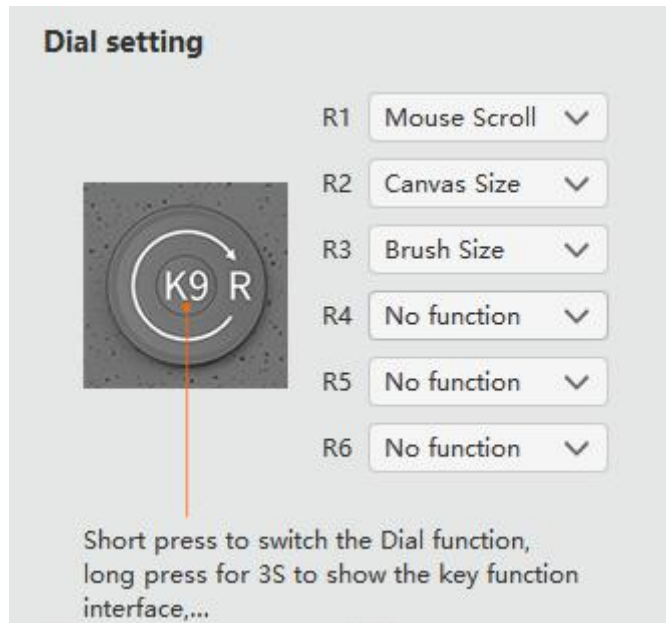 Dial setting
R1 Mouse Scroll
R2 Canvas Size
K9 R
R3 Brush Size
R4 No function
R5 No function
R6 No function
Short press to switch the Dial function,
long press for 3S to show the key function
interface,...